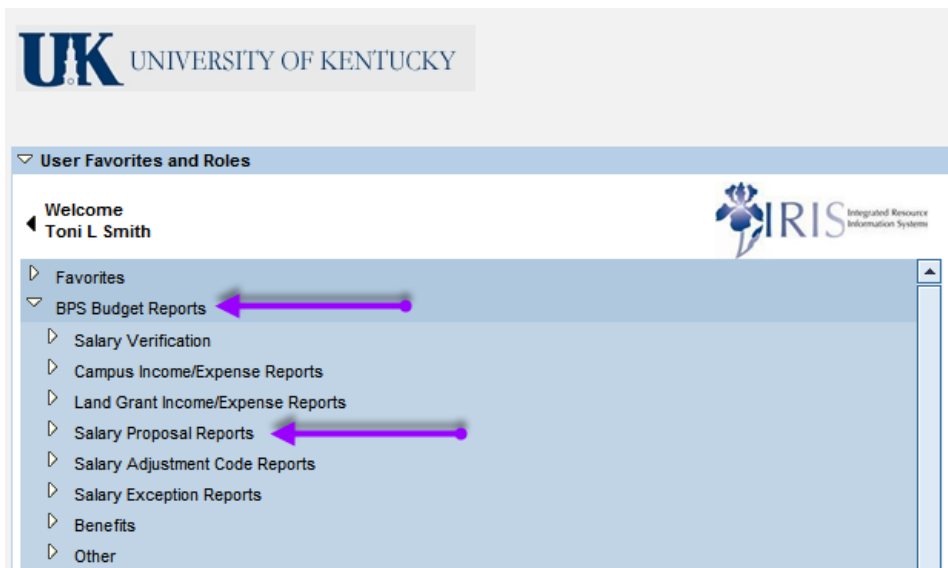 UK UNIVERSITY OF KENTUCKY
User Favorites and Roles
Welcome
Toni L Smith
IRIS Integrated Resource
Information Systems
Favorites
BPS Budget Reports
Salary Verification
Campus Income/Expense Reports
Land Grant Income/Expense Reports
Salary Proposal Reports
Salary Adjustment Code Reports
Salary Exception Reports
Benefits
Other